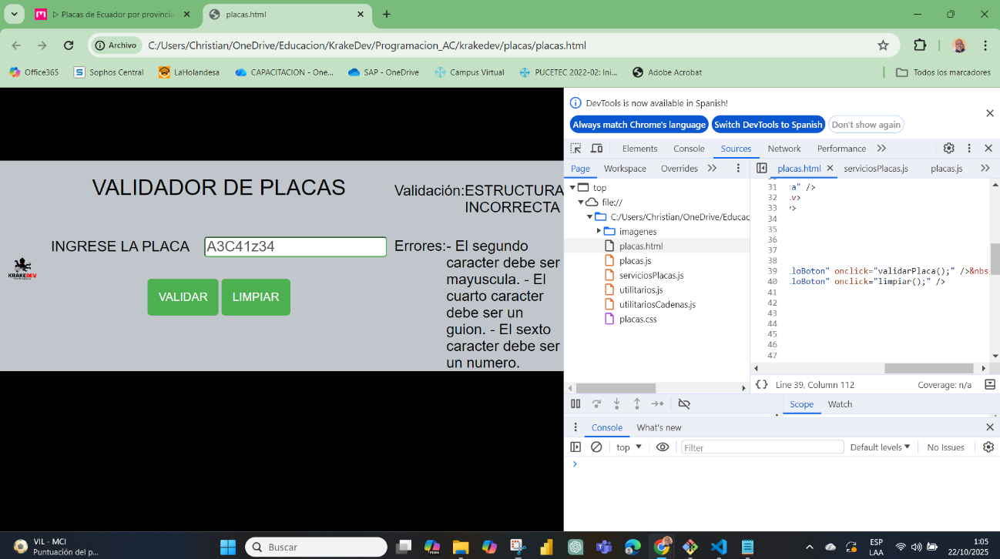 ▷ Placas de Ecuador por provincia
placas.html
Archivo
C:/Users/Christian/OneDrive/Educacion/KrakeDev/Programacion_AC/krakedev/placas/placas.html
Office365
Sophos Central
LaHolandesa
CAPACITACION - One...
SAP - OneDrive
Campus Virtual
PUCETEC 2022-02: Ini...
Adobe Acrobat
Todos los marcadores
VALIDADOR DE PLACAS
INGRESE LA PLACA
A3C41z34
VALIDAR
LIMPIAR
KRAKEDEV
Validación:ESTRUCTURA
INCORRECTA
Errores:- El segundo
caracter debe ser
mayuscula. - El
cuarto caracter
debe ser un
guion. - El sexto
caracter debe ser
un numero.
DevTools is now available in Spanish!
Always match Chrome's language
Switch DevTools to Spanish
Don't show again
Elements
Console
Sources
Network
Performance
Page
Workspace
Overrides
top
file://
C:/Users/Christian/OneDrive/Educac
imagenes
placas.html
placas.js
serviciosPlacas.js
utilitarios.js
utilitariosCadenas.js
placas.css
placas.html
serviciosPlacas.js
placas.js
31 :a" />
32 .v>
33 >
34
35
36
37
38
39 .loBoton" onclick="validarPlaca();" />&nbs
40 .loBoton" onclick="limpiar();" />
41
42
43
44
45
46
47
{} Line 39, Column 112
Coverage: n/a
Scope
Watch
Console
What's new
top
Filter
Default levels
No Issues
VIL - MCI
Puntuación del p...
Buscar
ESP
LAA
1:05
22/10/2025